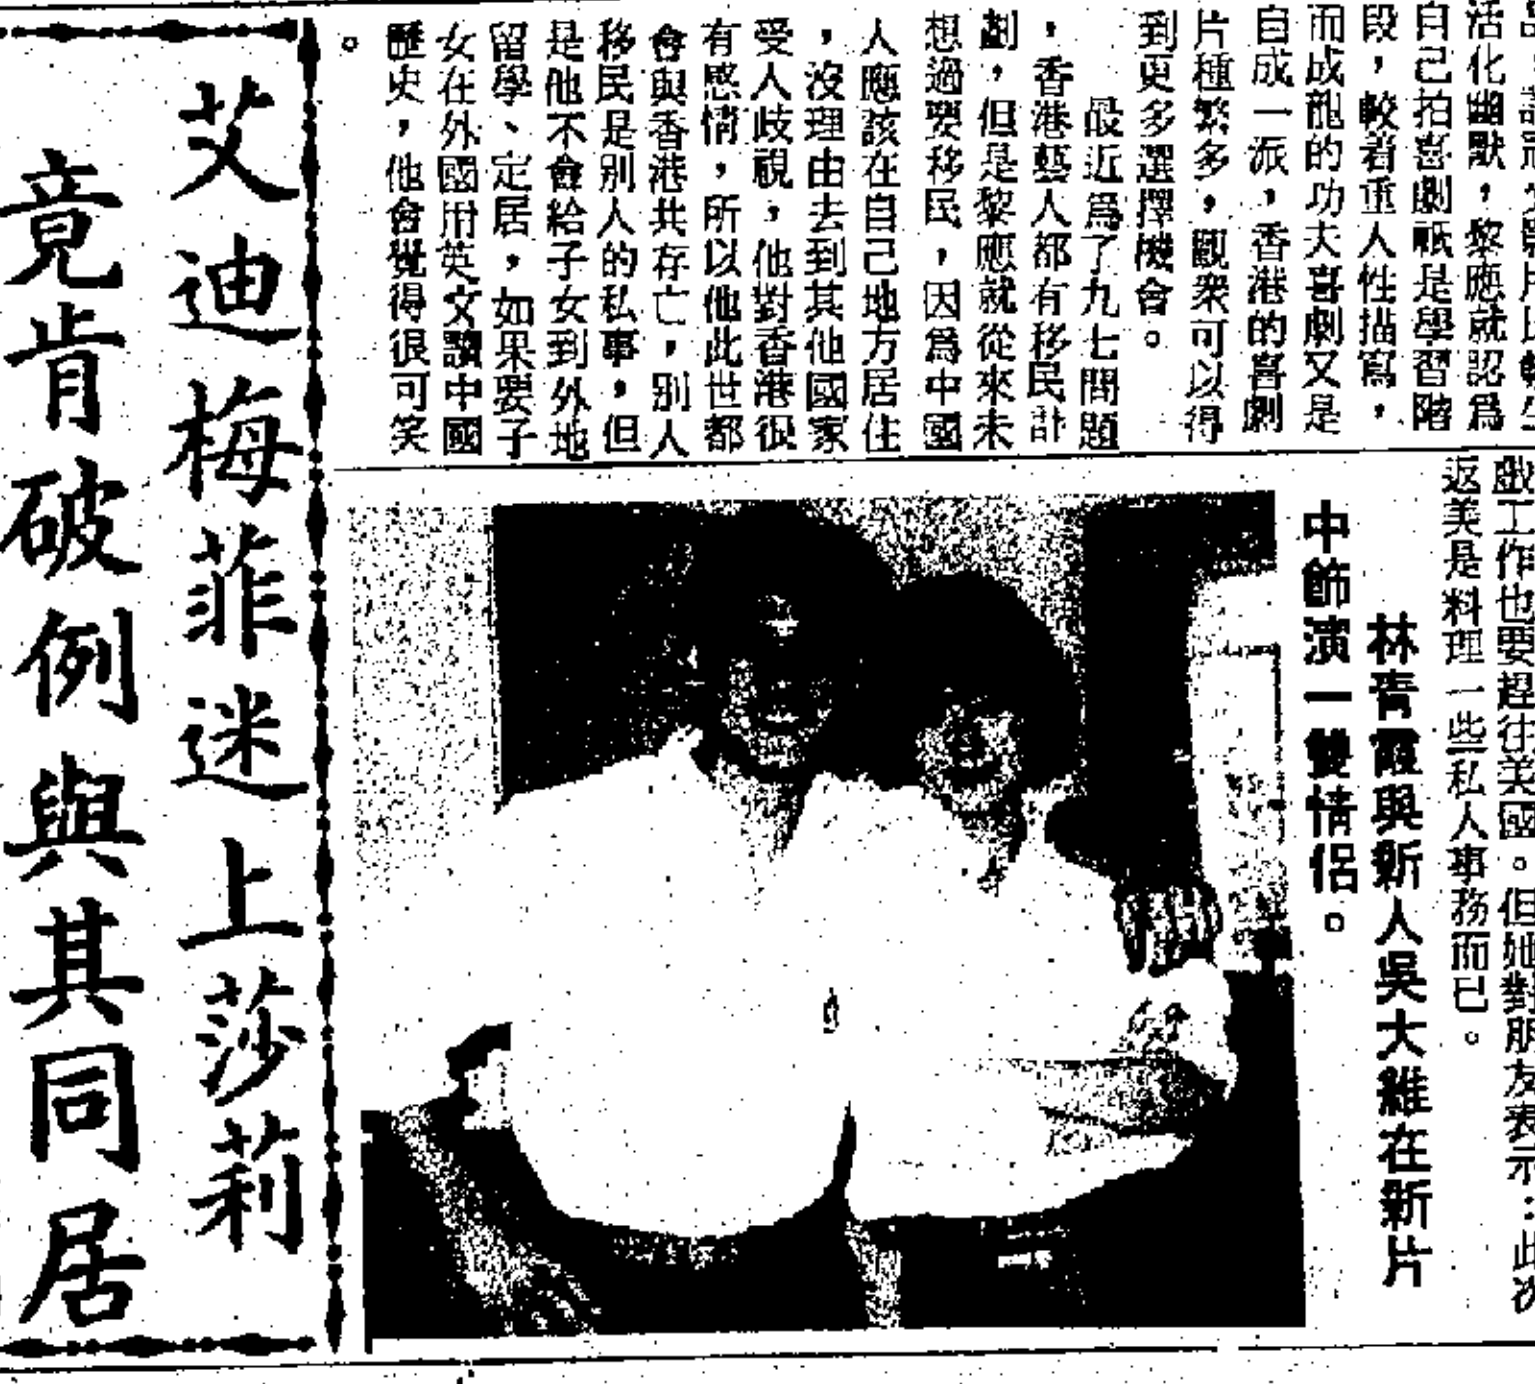 活化幽默，黎應就認爲
自己拍喜劇祇是學習階
段，較着重人性描寫，
而成龍的功夫喜劇又是
自成一派，香港的喜劇
片種繁多，觀衆可以得
到更多選擇機會。
最近爲了九七問題
，香港藝人都有移民計
劃，但是黎應就從來未
想過要移民，因爲中國
人應該在自己地方居住
，沒理由去到其他國家
受人歧視，他對香港很
有感情，所以他此世都
會與香港共存亡，別人
移民是別人的私事，但
是他不會給子女到外地
留學、定居，如果要子
女在外國用英文讀中國
歷史，他會覺得很可笑
。
戲工作也要趕往美國。但她對朋友表示：此次
返美是料理一些私人事務而已。
林青霞與新人吳大維在新片
中飾演一雙情侶。
艾迪梅菲迷上莎莉
竟肯破例與其同居